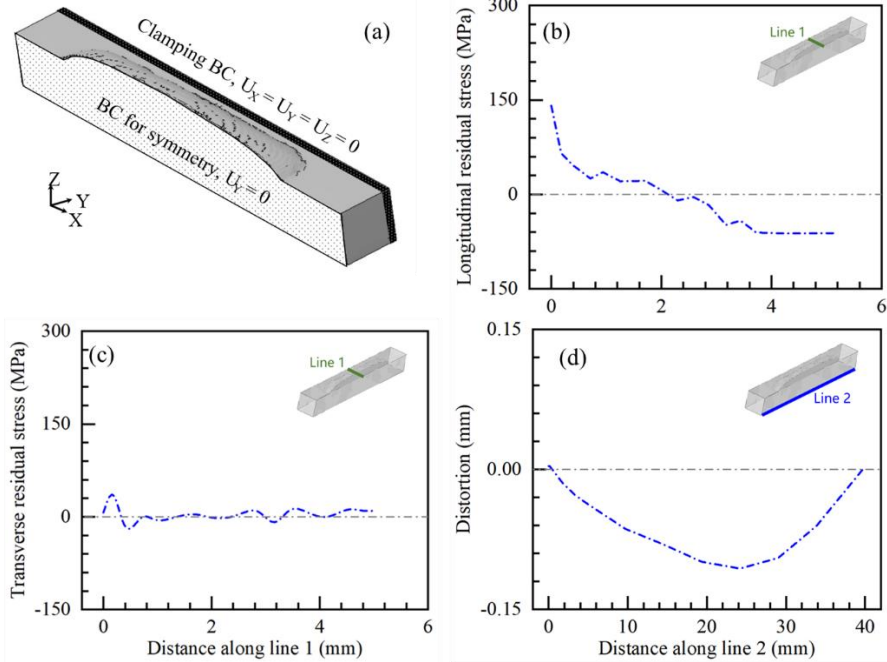 (a)
Clamping BC, U_X = U_Y = U_Z = 0
BC for symmetry, U_Y = 0
Z
Y
X
(b)
Line 1
Longitudinal residual stress (MPa)
300
150
0
-150
0 2 4 6
(c)
Line 1
Transverse residual stress (MPa)
300
150
0
-150
0 2 4 6
Distance along line 1 (mm)
(d)
Line 2
Distortion (mm)
0.15
0.00
-0.15
0 10 20 30 40
Distance along line 2 (mm)